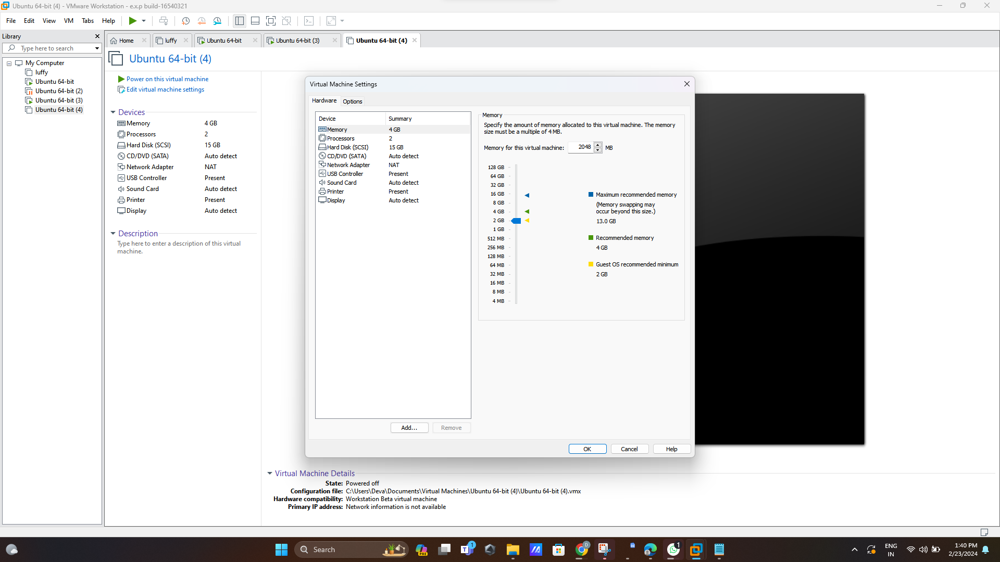 Ubuntu 64-bit (4) - VMware Workstation - e.x.p build-16540321
File Edit View VM Tabs Help
Library
Type here to search
My Computer
luffy
Ubuntu 64-bit
Ubuntu 64-bit (2)
Ubuntu 64-bit (3)
Ubuntu 64-bit (4)
Home luffy Ubuntu 64-bit Ubuntu 64-bit (3) Ubuntu 64-bit (4)
Ubuntu 64-bit (4)
Power on this virtual machine
Edit virtual machine settings
Devices
Memory 4 GB
Processors 2
Hard Disk (SCSI) 15 GB
CD/DVD (SATA) Auto detect
Network Adapter NAT
USB Controller Present
Sound Card Auto detect
Printer Present
Display Auto detect
Description
Type here to enter a description of this virtual
machine.
Virtual Machine Settings
Hardware Options
Device Summary
Memory 4 GB
Processors 2
Hard Disk (SCSI) 15 GB
CD/DVD (SATA) Auto detect
Network Adapter NAT
USB Controller Present
Sound Card Auto detect
Printer Present
Display Auto detect
Add...
Remove
Memory
Specify the amount of memory allocated to this virtual machine. The memory
size must be a multiple of 4 MB.
Memory for this virtual machine: 2048 MB
128 GB
64 GB
32 GB
16 GB
8 GB
4 GB
2 GB
1 GB
512 MB
256 MB
128 MB
64 MB
32 MB
16 MB
8 MB
4 MB
Maximum recommended memory
(Memory swapping may
occur beyond this size.)
13.0 GB
Recommended memory
4 GB
Guest OS recommended minimum
2 GB
OK Cancel Help
Virtual Machine Details
State: Powered off
Configuration file: C:\Users\Deva\Documents\Virtual Machines\Ubuntu 64-bit (4)\Ubuntu 64-bit (4).vmx
Hardware compatibility: Workstation Beta virtual machine
Primary IP address: Network information is not available
Search
PRE
T
1
D
1
ENG
IN
1:40 PM
2/23/2024